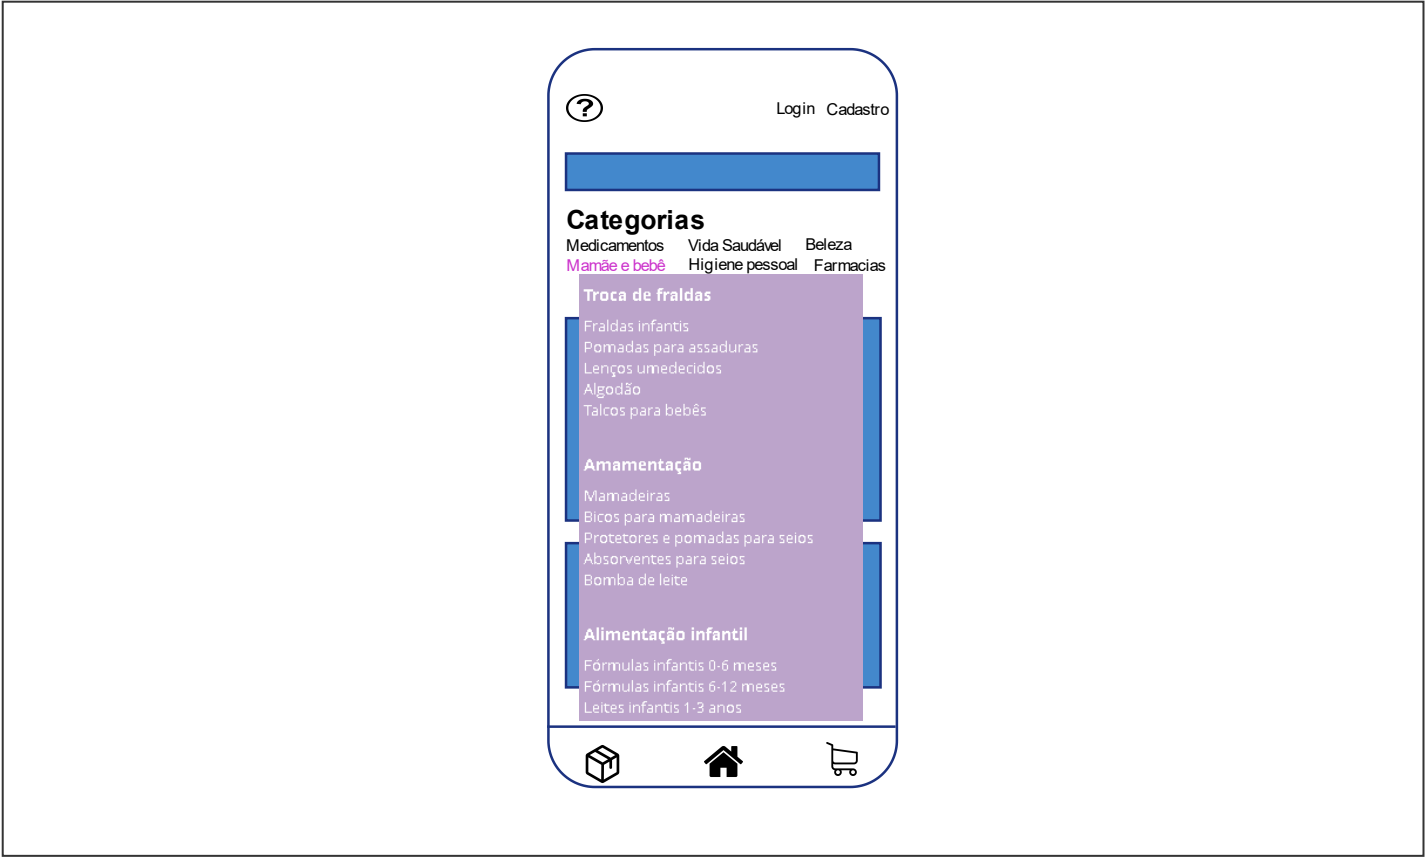 ?
Login Cadastro
Categorias
Medicamentos Vida Saudável Beleza
Mamãe e bebê Higiene pessoal Farmacias
Troca de fraldas
Fraldas infantis
Pomadas para assaduras
Lenços umedecidos
Algodão
Talcos para bebês
Amamentação
Mamadeiras
Bicos para mamadeiras
Protetores e pomadas para seios
Absorventes para seios
Bomba de leite
Alimentação infantil
Fórmulas infantis 0-6 meses
Fórmulas infantis 6-12 meses
Leites infantis 1-3 anos